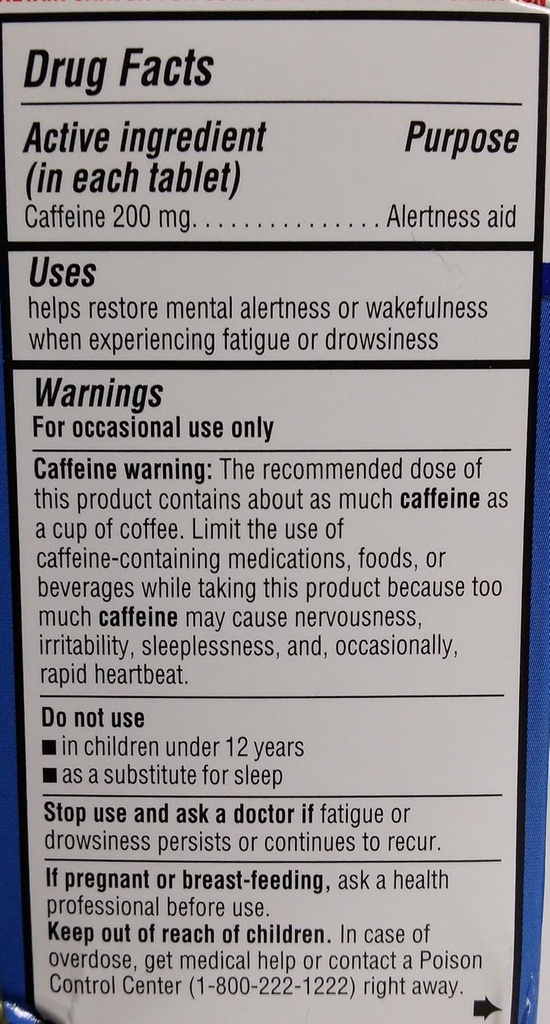 Drug Facts
Active ingredient Purpose
(in each tablet)
Caffeine 200 mg. . . . . . . . . . . . . . . . Alertness aid
Uses
helps restore mental alertness or wakefulness
when experiencing fatigue or drowsiness
Warnings
For occasional use only
Caffeine warning: The recommended dose of
this product contains about as much caffeine as
a cup of coffee. Limit the use of
caffeine-containing medications, foods, or
beverages while taking this product because too
much caffeine may cause nervousness,
irritability, sleeplessness, and, occasionally,
rapid heartbeat.
Do not use
■ in children under 12 years
■ as a substitute for sleep
Stop use and ask a doctor if fatigue or
drowsiness persists or continues to recur.
If pregnant or breast-feeding, ask a health
professional before use.
Keep out of reach of children. In case of
overdose, get medical help or contact a Poison
Control Center (1-800-222-1222) right away.